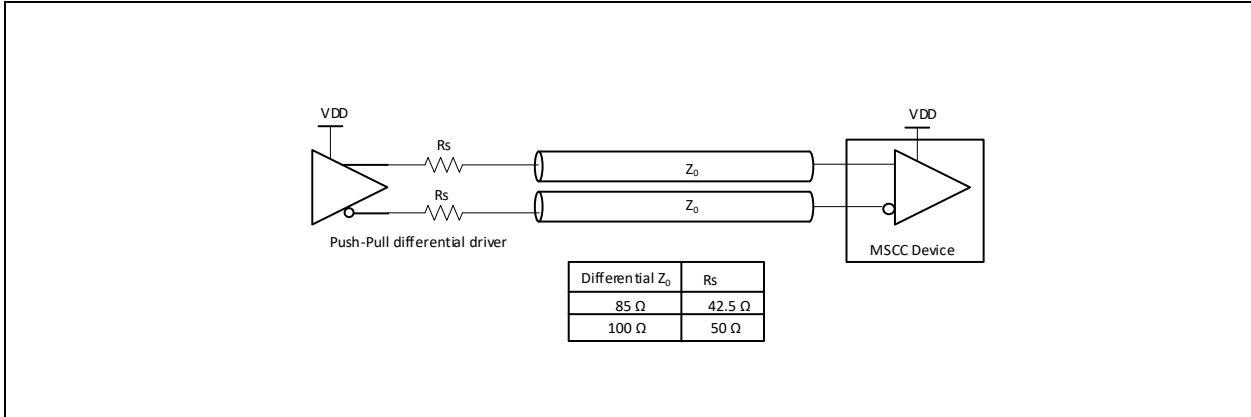 VDD
VDD
Rs
Z₀
Rs
Z₀
Push-Pull differential driver
MSCC Device
Differential Z₀ Rs
85 Ω 42.5 Ω
100 Ω 50 Ω